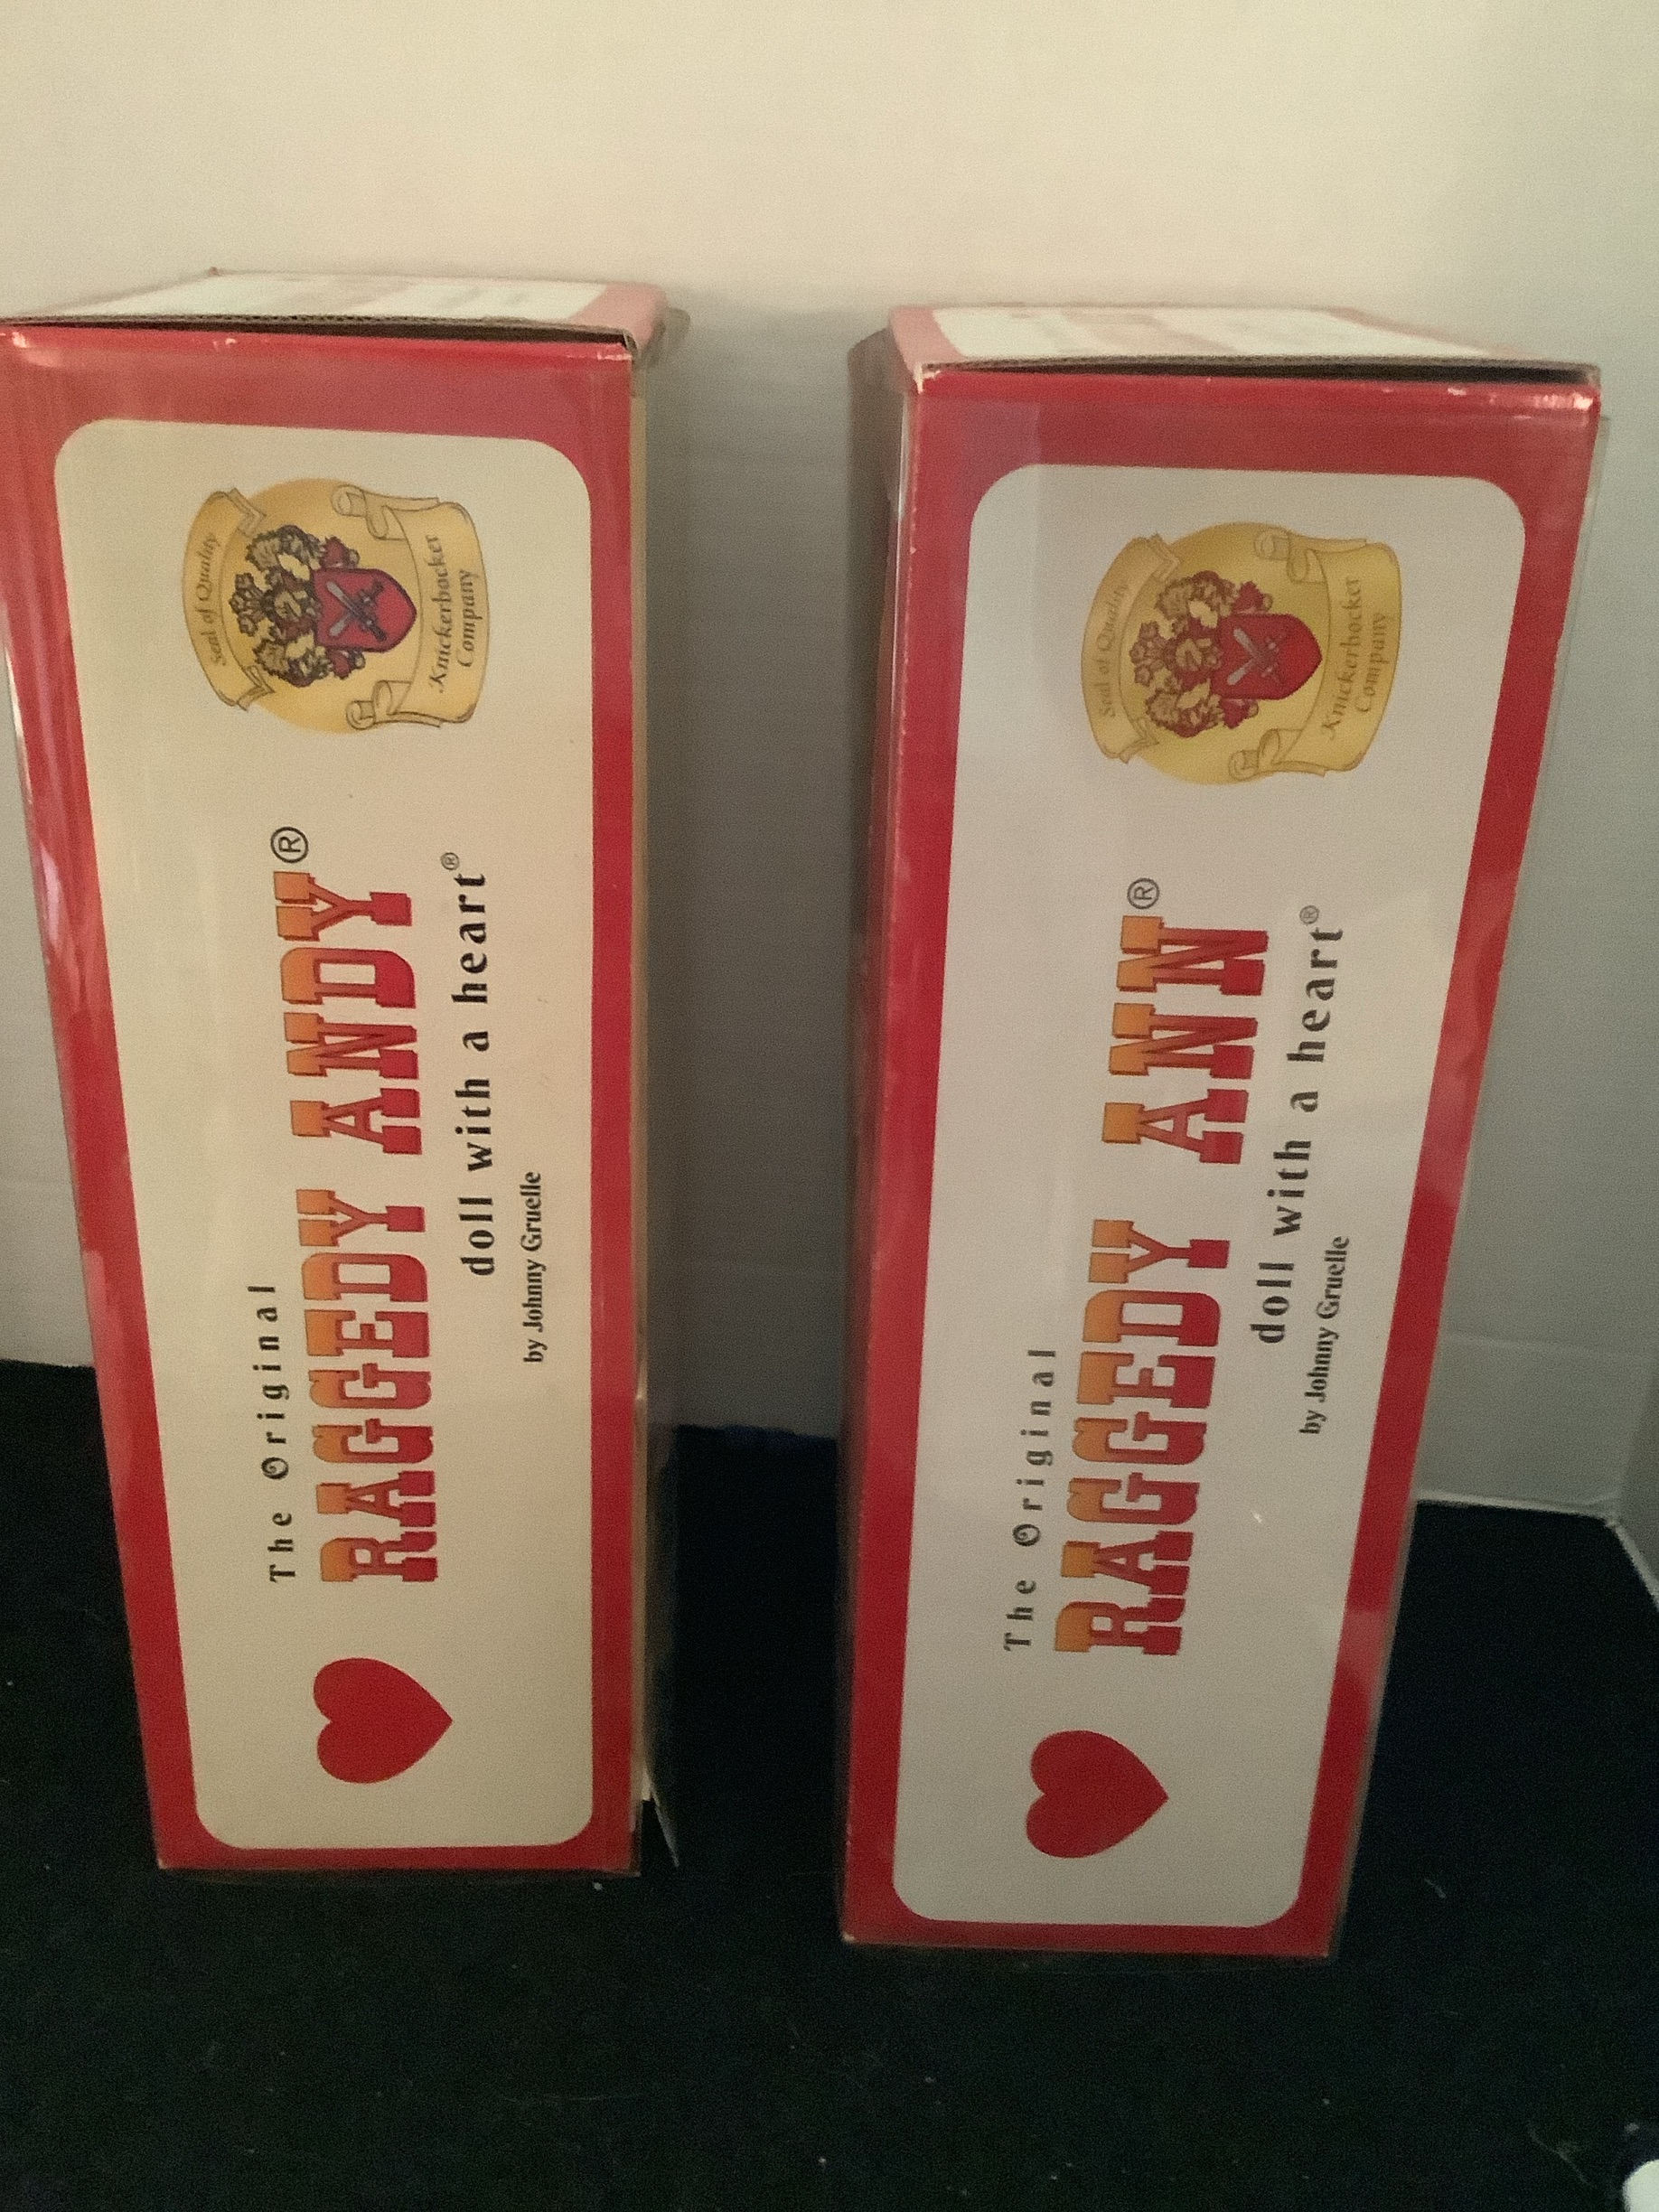 The Original
RAGGEDY ANDY®
doll with a heart®
by Johnny Gruelle
Seal of Quality
Knickerbocker
Company
The Original
RAGGEDY ANN®
doll with a heart®
by Johnny Gruelle
Seal of Quality
Knickerbocker
Company